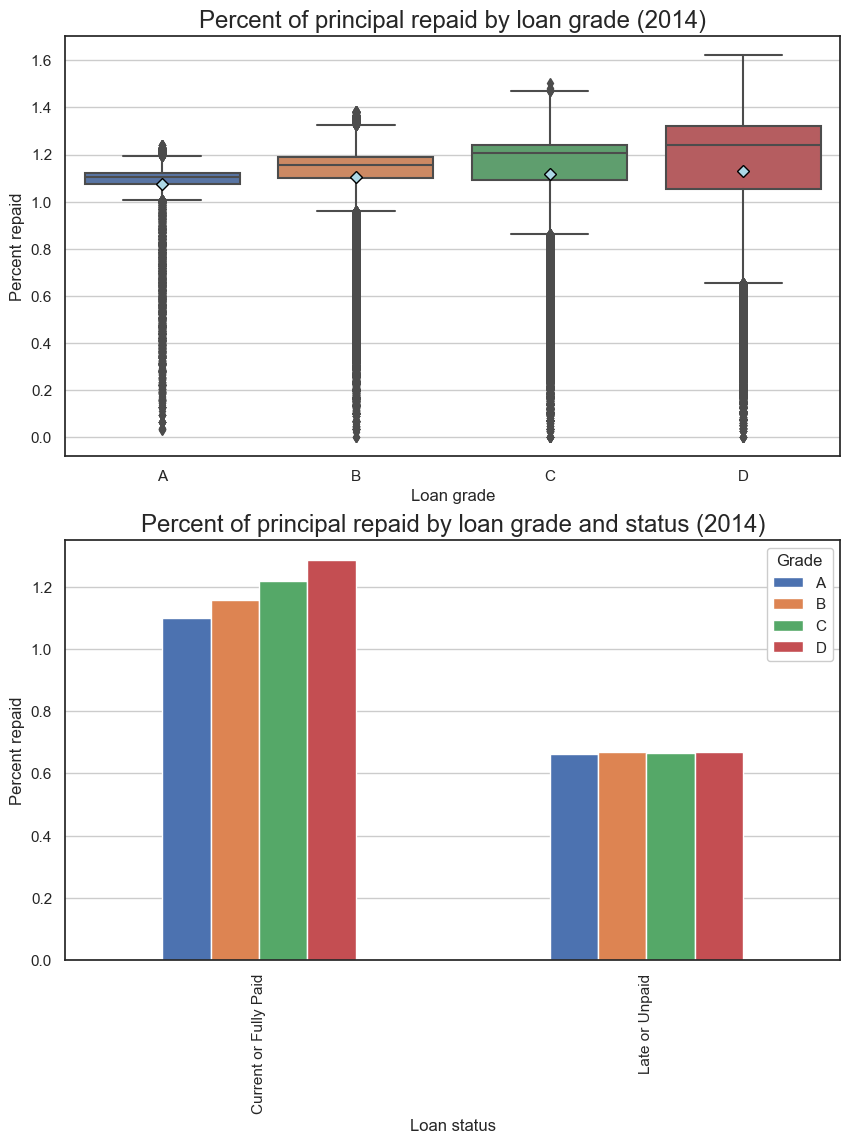 Percent of principal repaid by loan grade (2014)
1.6
1.4
1.2
1.0
0.8
0.6
0.4
0.2
0.0
Percent repaid
A B C D
Loan grade
Percent of principal repaid by loan grade and status (2014)
Grade
A
B
C
D
1.2
1.0
0.8
0.6
0.4
0.2
0.0
Percent repaid
Current or Fully Paid
Late or Unpaid
Loan status